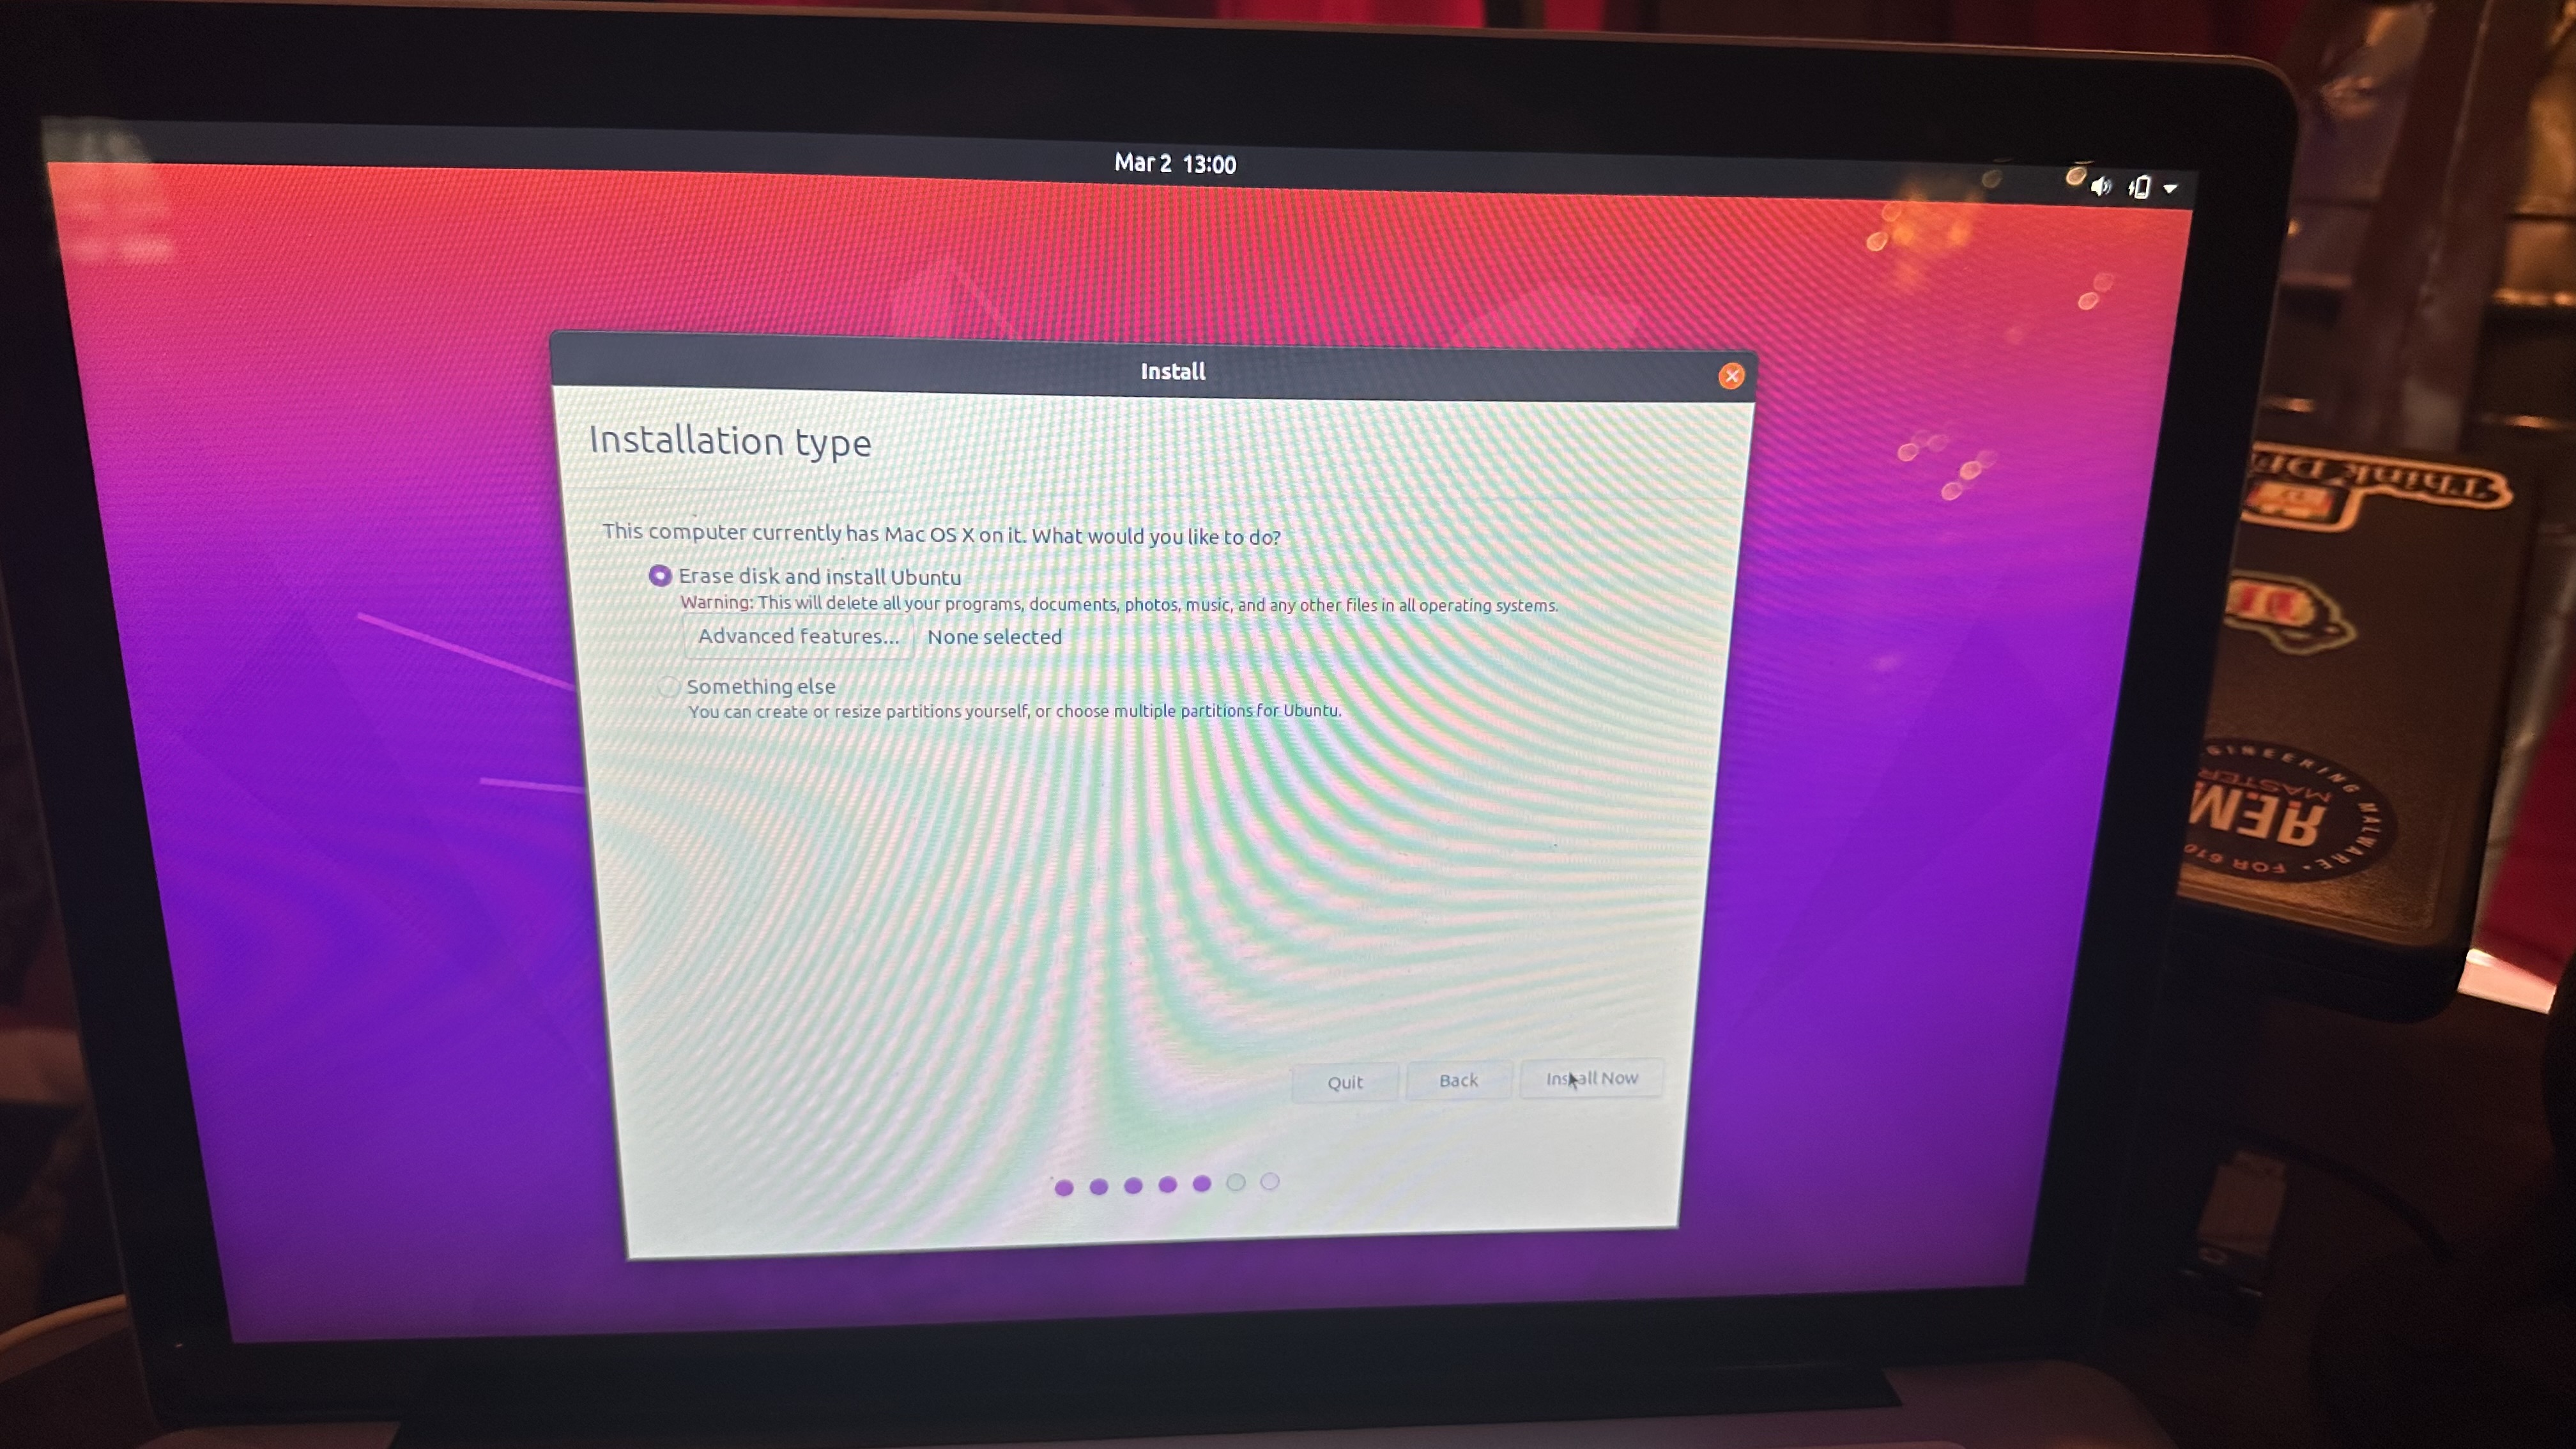 Mar 2 13:00
Install
Installation type
This computer currently has Mac OS X on it. What would you like to do?
Erase disk and install Ubuntu
Warning: This will delete all your programs, documents, photos, music, and any other files in all operating systems.
Advanced features... None selected
Something else
You can create or resize partitions yourself, or choose multiple partitions for Ubuntu.
Quit Back Install Now
Think
MALWARE
MASTER
REM
FOR 610